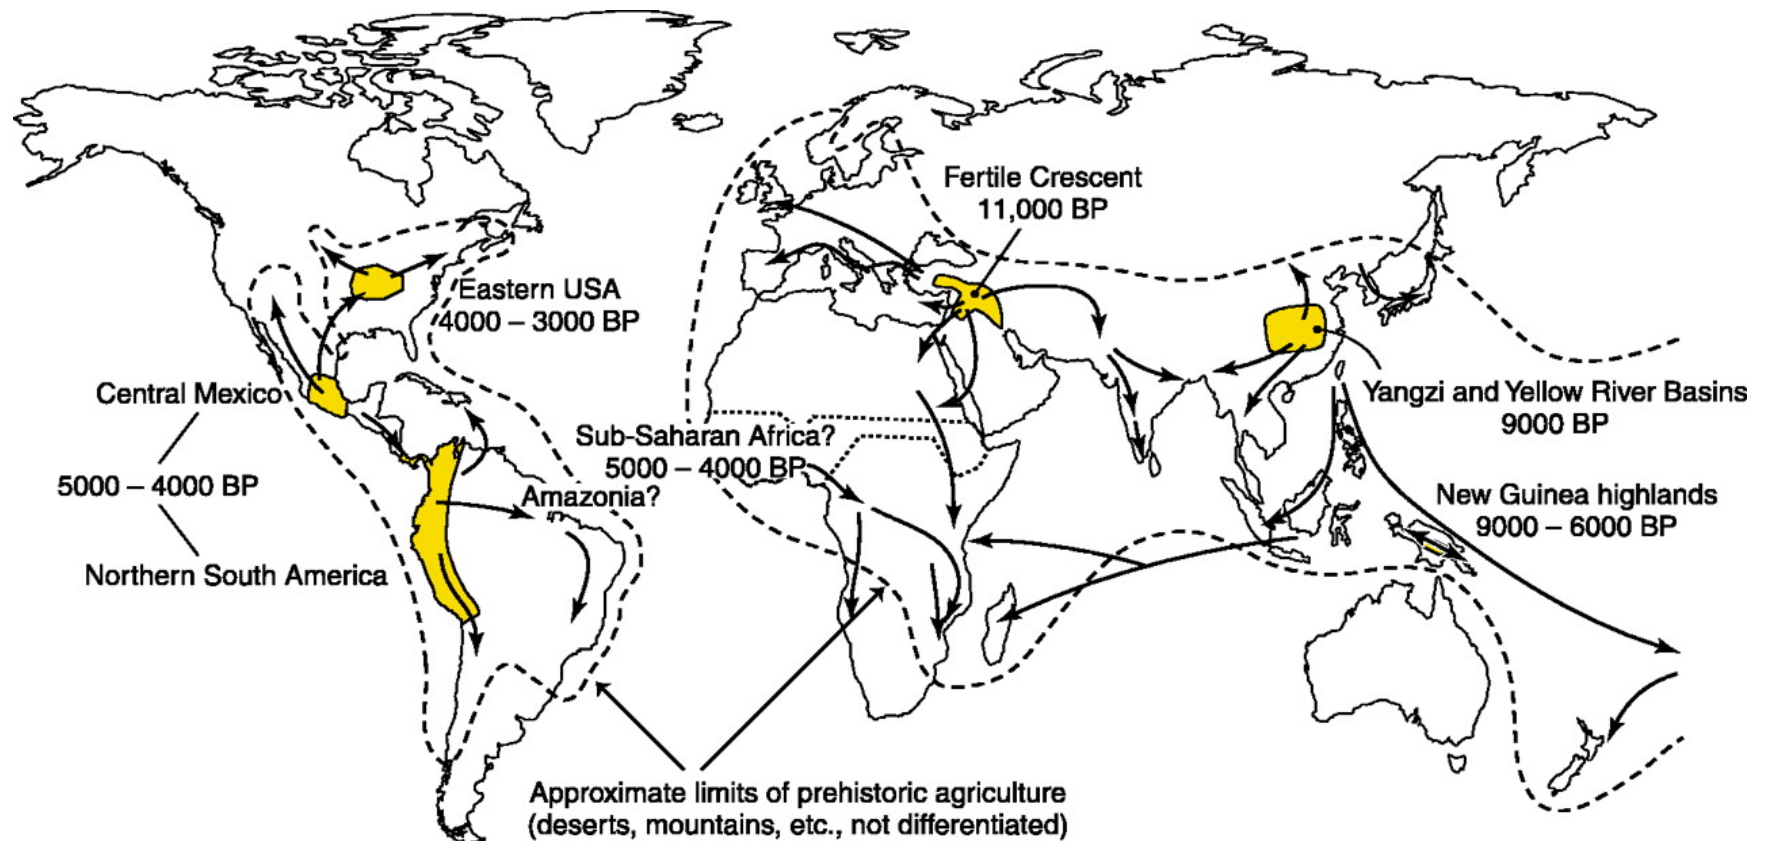 Fertile Crescent
11,000 BP
Eastern USA
4000 – 3000 BP
Central Mexico
5000 – 4000 BP
Northern South America
Sub-Saharan Africa?
5000 – 4000 BP
Amazonia?
Yangzi and Yellow River Basins
9000 BP
New Guinea highlands
9000 – 6000 BP
Approximate limits of prehistoric agriculture
(deserts, mountains, etc., not differentiated)